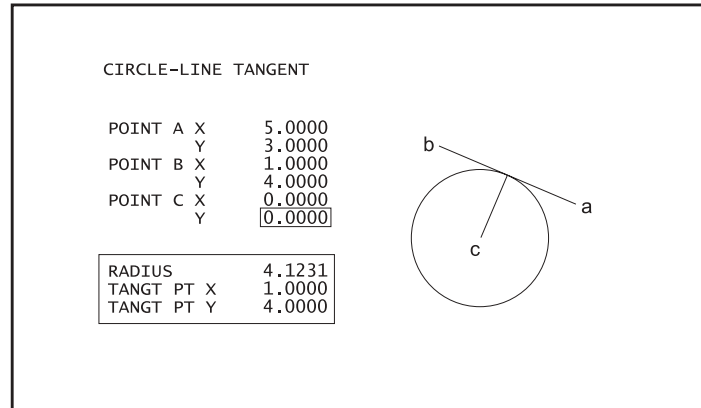 CIRCLE-LINE TANGENT
POINT A X 5.0000
Y 3.0000
POINT B X 1.0000
Y 4.0000
POINT C X 0.0000
Y 0.0000
RADIUS 4.1231
TANGT PT X 1.0000
TANGT PT Y 4.0000
b
a
c